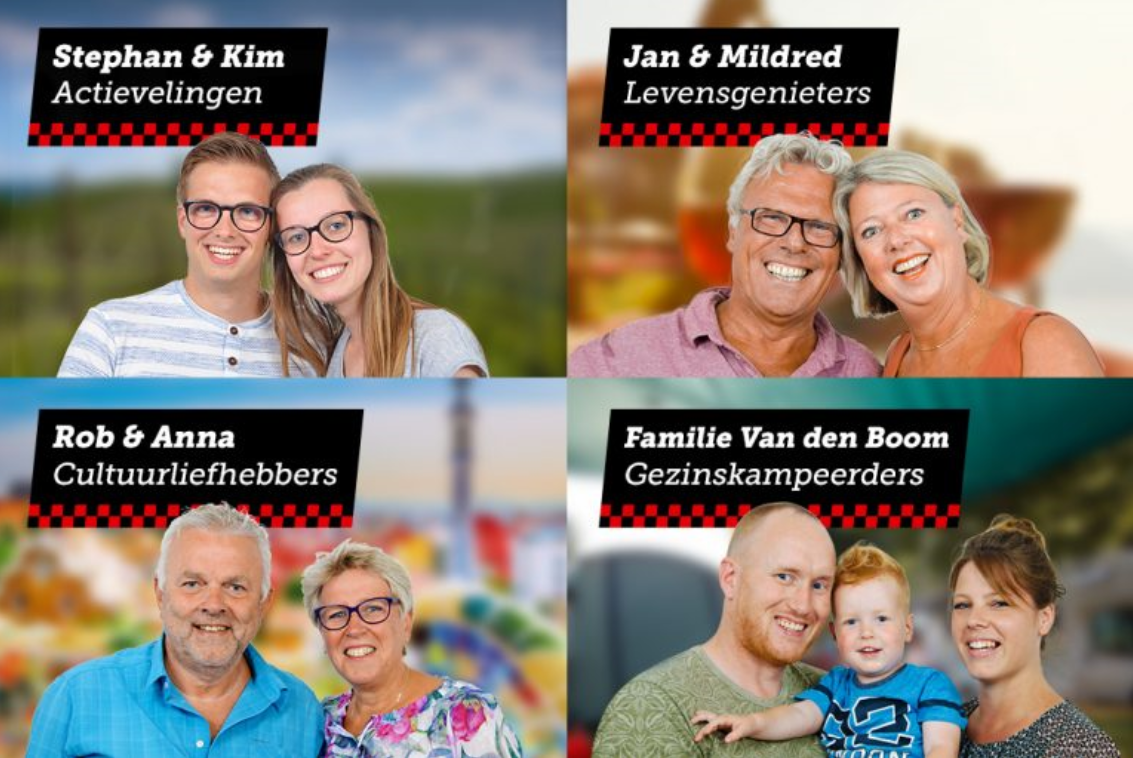 Stephan & Kim
Actievelingen
Jan & Mildred
Levensgenieters
Rob & Anna
Cultuurliefhebbers
Familie Van den Boom
Gezinskampeerders